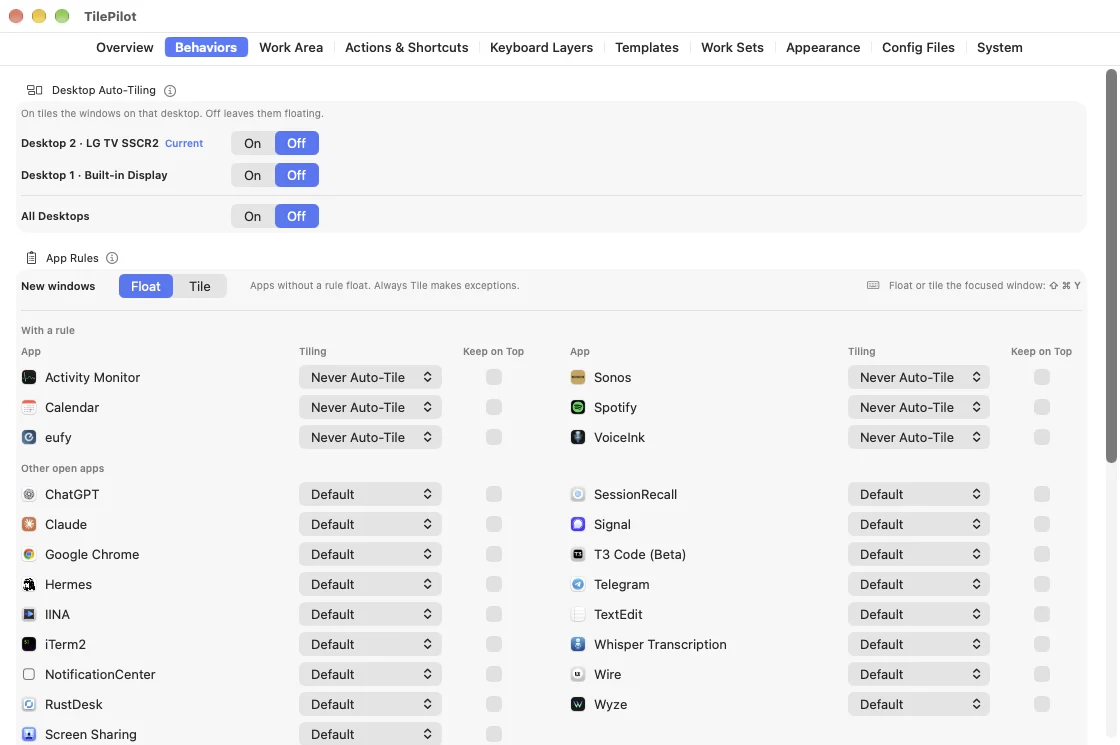 TilePilot
Overview Behaviors Work Area Actions & Shortcuts Keyboard Layers Templates Work Sets Appearance Config Files System
Desktop Auto-Tiling
On tiles the windows on that desktop. Off leaves them floating.
Desktop 2 · LG TV SSCR2 Current On Off
Desktop 1 · Built-in Display On Off
All Desktops On Off
App Rules
New windows Float Tile Apps without a rule float. Always Tile makes exceptions. Float or tile the focused window: ⇧ ⌘ Y
With a rule
App Tiling Keep on Top App Tiling Keep on Top
Activity Monitor Never Auto-Tile Sonos Never Auto-Tile
Calendar Never Auto-Tile Spotify Never Auto-Tile
eufy Never Auto-Tile VoiceInk Never Auto-Tile
Other open apps
ChatGPT Default SessionRecall Default
Claude Default Signal Default
Google Chrome Default T3 Code (Beta) Default
Hermes Default Telegram Default
IINA Default TextEdit Default
iTerm2 Default Whisper Transcription Default
NotificationCenter Default Wire Default
RustDesk Default Wyze Default
Screen Sharing Default